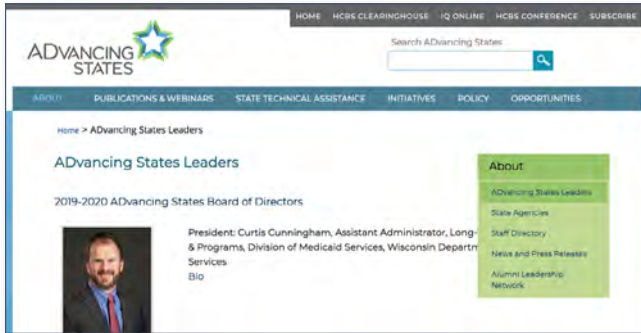 HOME HCBS CLEARINGHOUSE IQ ONLINE HCBS CONFERENCE SUBSCRIBE
ADVANCING
STATES
Search ADvancing States
ABOUT PUBLICATIONS & WEBINARS STATE TECHNICAL ASSISTANCE INITIATIVES POLICY OPPORTUNITIES
Home > ADvancing States Leaders
ADvancing States Leaders
2019-2020 ADvancing States Board of Directors
President: Curtis Cunningham, Assistant Administrator, Long-
& Programs, Division of Medicaid Services, Wisconsin Departm
Services
Bio
About
ADvancing States Leaders
State Agencies
Staff Directory
News and Press Releases
Alumni Leadership
Network